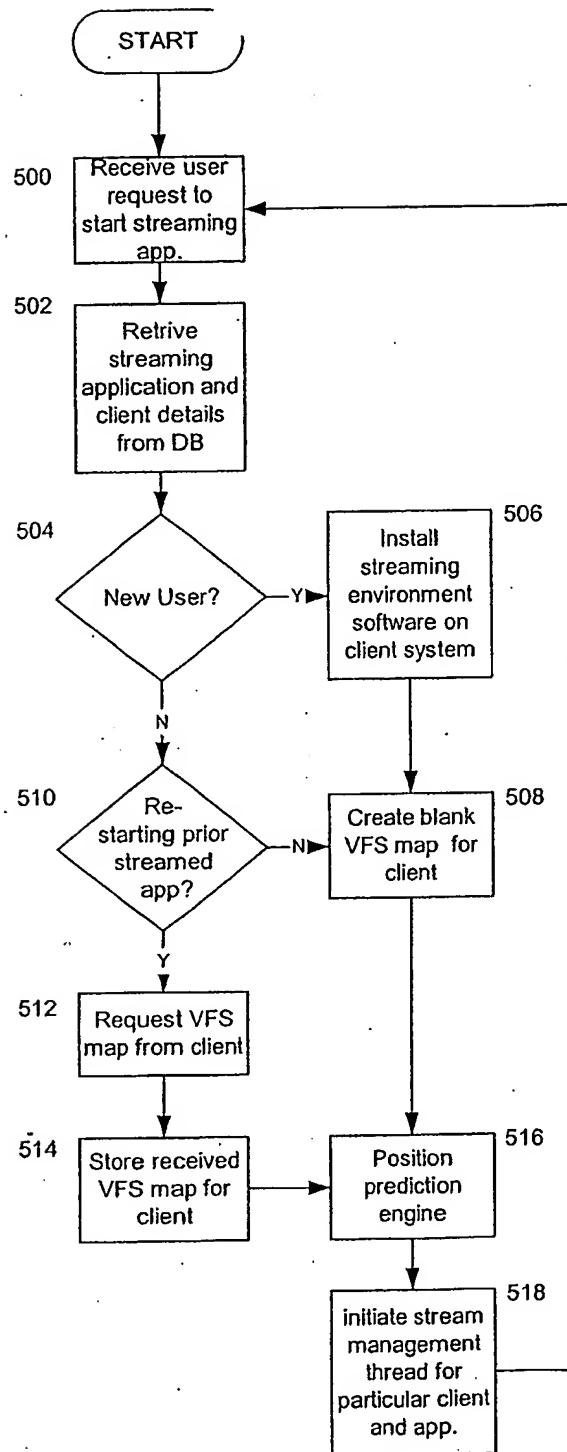 START
500
Receive user
request to
start streaming
app.
502
Retrive
streaming
application and
client details
from DB
504
New User?
Y
506
Install
streaming
environment
software on
client system
N
510
Re-
starting prior
streamed
app?
N
508
Create blank
VFS map for
client
Y
512
Request VFS
map from client
514
Store received
VFS map for
client
516
Position
prediction
engine
518
initiate stream
management
thread for
particular client
and app.